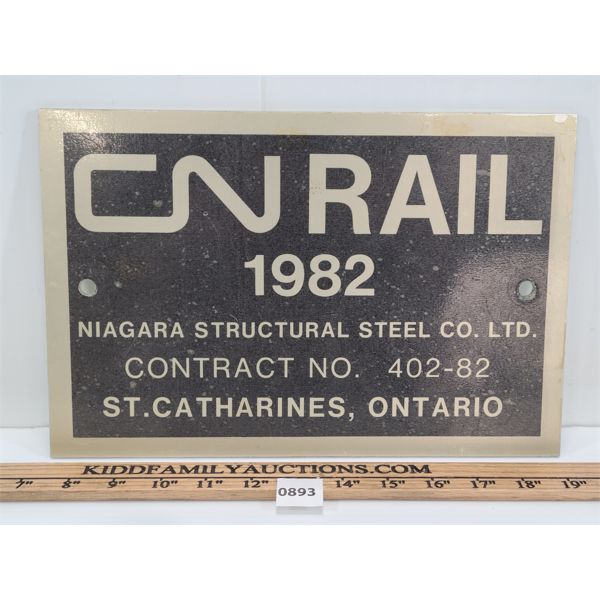 CN RAIL
1982
NIAGARA STRUCTURAL STEEL CO. LTD.
CONTRACT NO. 402-82
ST.CATHARINES, ONTARIO
KIDDFAMILYAUCTIONS.COM
7" 8" 9" 10" 11" 12" 14" 15" 16" 17" 18" 19"
0893